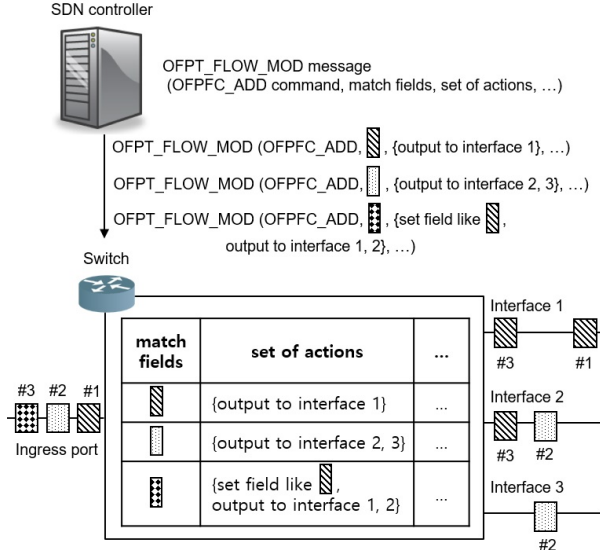 SDN controller
OFPT_FLOW_MOD message
(OFPFC_ADD command, match fields, set of actions, …)
OFPT_FLOW_MOD (OFPFC_ADD, , {output to interface 1}, …)
OFPT_FLOW_MOD (OFPFC_ADD, , {output to interface 2, 3}, …)
OFPT_FLOW_MOD (OFPFC_ADD, , {set field like ,
output to interface 1, 2}, …)
Switch
match
fields
set of actions
...
{output to interface 1}
...
{output to interface 2, 3}
...
{set field like ,
output to interface 1, 2}
...
#3 #2 #1
Ingress port
Interface 1
#3 #1
Interface 2
#3 #2
Interface 3
#2